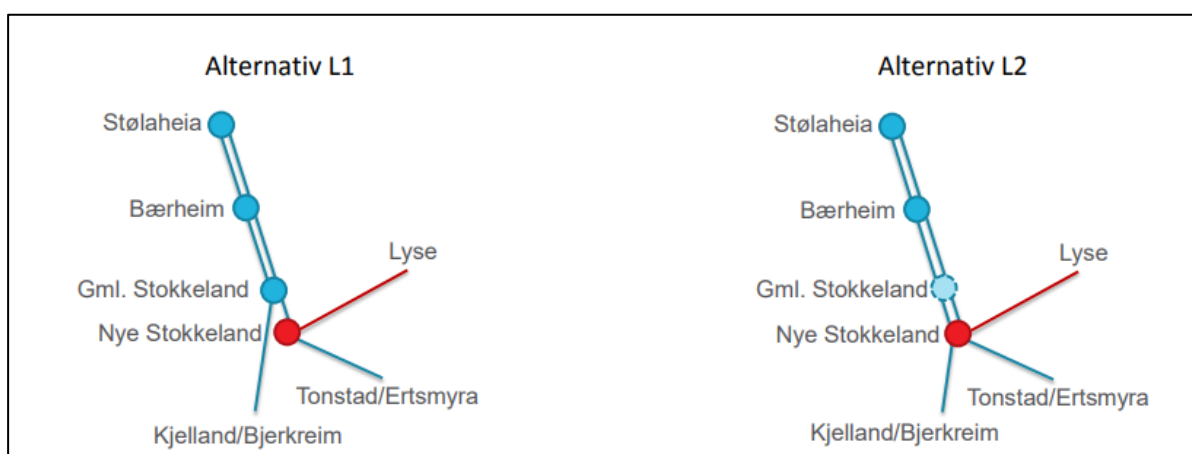 Alternativ L1
Stølaheia
Bærheim
Lyse
Gml. Stokkeland
Nye Stokkeland
Tonstad/Ertsmyra
Kjelland/Bjerkreim
Alternativ L2
Stølaheia
Bærheim
Lyse
Gml. Stokkeland
Nye Stokkeland
Tonstad/Ertsmyra
Kjelland/Bjerkreim